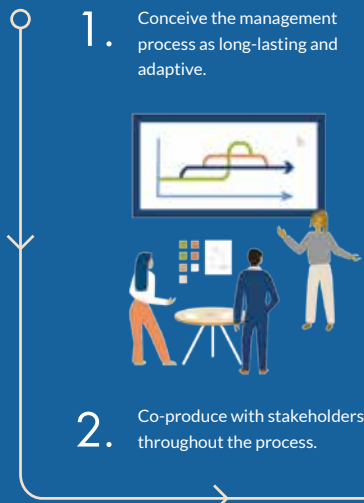 1. Conceive the management
process as long-lasting and
adaptive.
2. Co-produce with stakeholders
throughout the process.